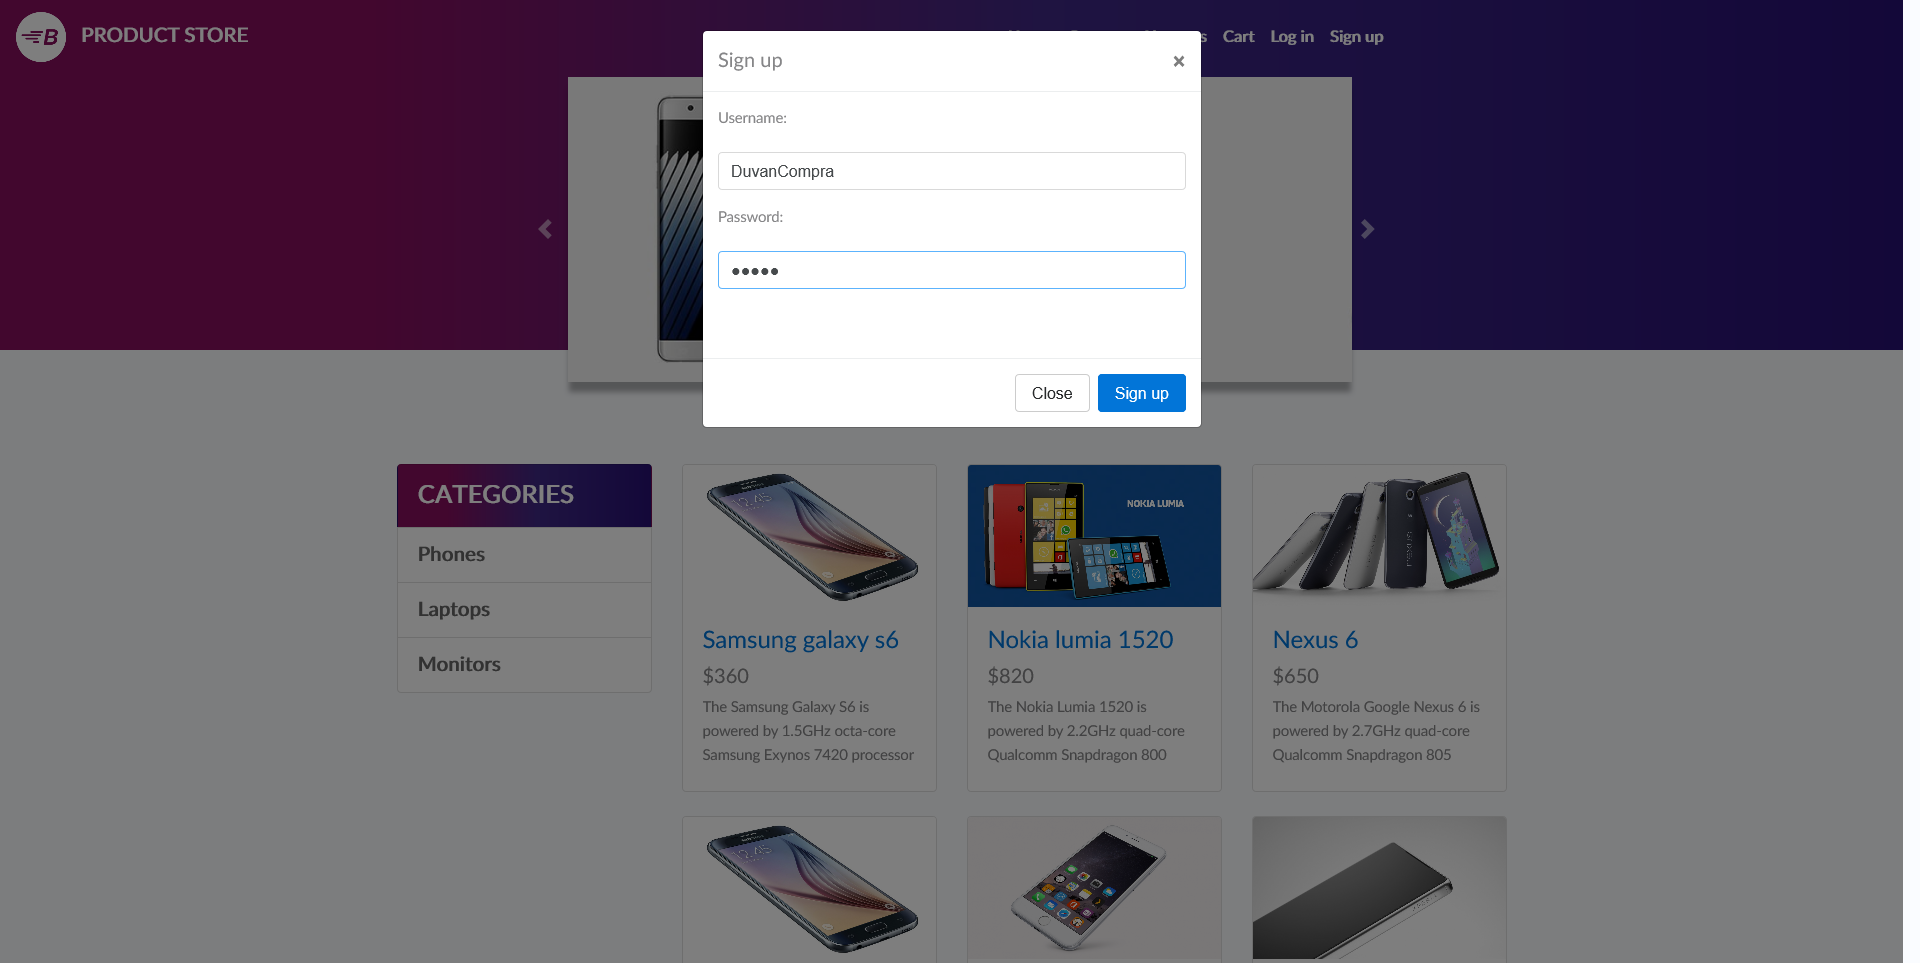 PRODUCT STORE
s Cart Log in Sign up
Sign up
×
Username:
DuvanCompra
Password:
●●●●●
Close Sign up
CATEGORIES
Phones
Laptops
Monitors
NOKIA LUMIA
Samsung galaxy s6
$360
The Samsung Galaxy S6 is
powered by 1.5GHz octa-core
Samsung Exynos 7420 processor
Nokia lumia 1520
$820
The Nokia Lumia 1520 is
powered by 2.2GHz quad-core
Qualcomm Snapdragon 800
Nexus 6
$650
The Motorola Google Nexus 6 is
powered by 2.7GHz quad-core
Qualcomm Snapdragon 805